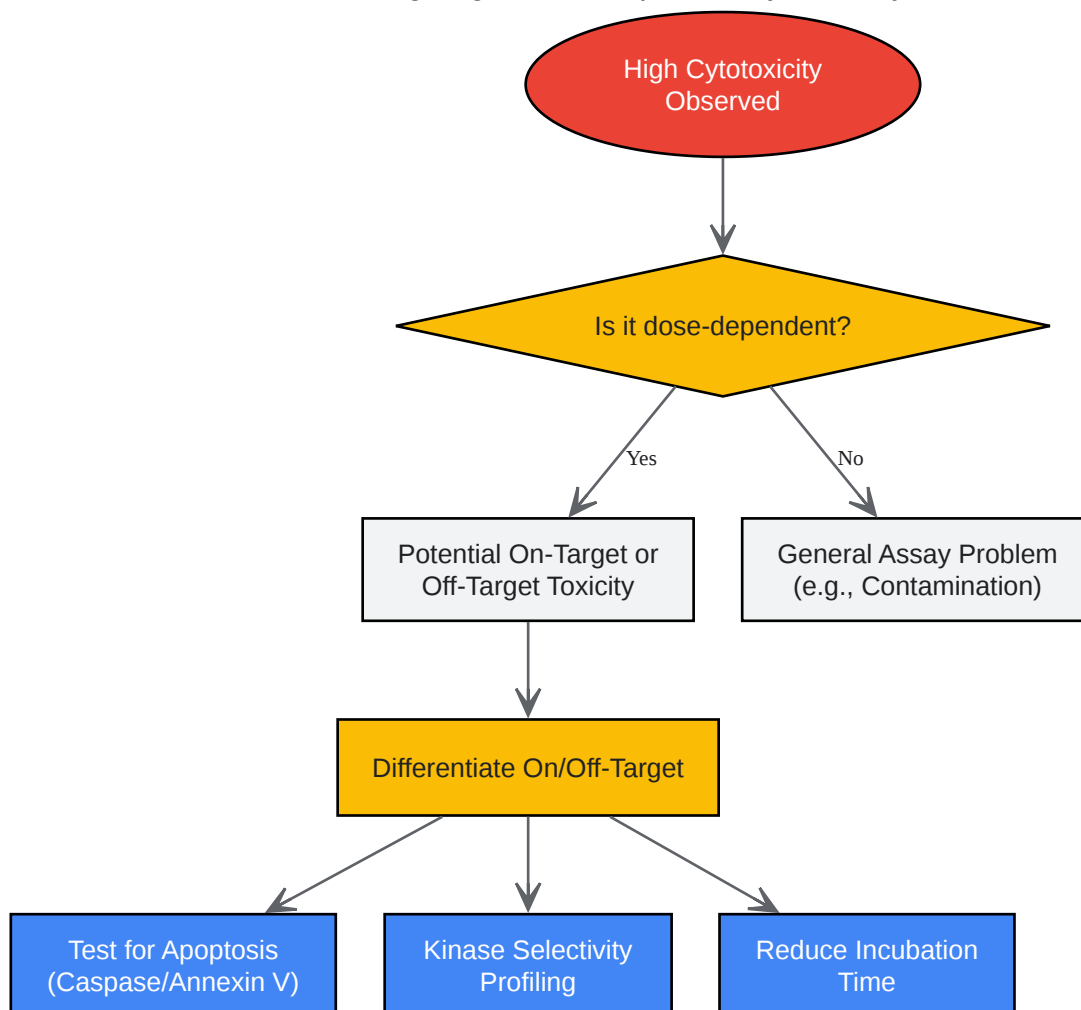 High Cytotoxicity
Observed
Is it dose-dependent?
Yes
No
Potential On-Target or
Off-Target Toxicity
General Assay Problem
(e.g., Contamination)
Differentiate On/Off-Target
Test for Apoptosis
(Caspase/Annexin V)
Kinase Selectivity
Profiling
Reduce Incubation
Time